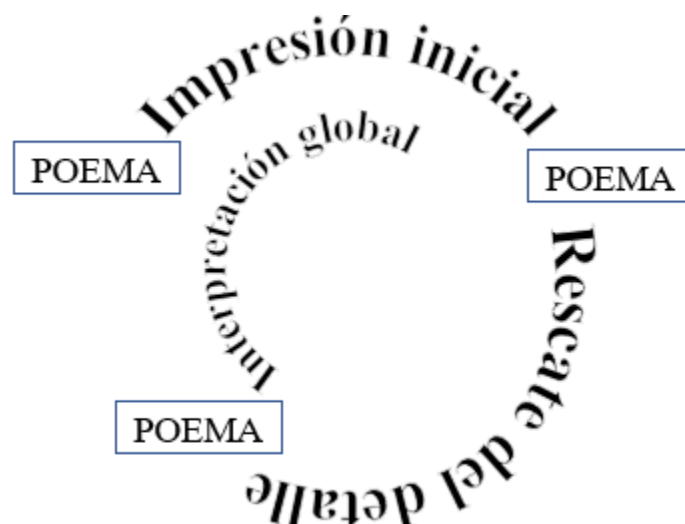 POEMA
Impresión inicial
POEMA
Rescate del detalle
POEMA
Interpretación global